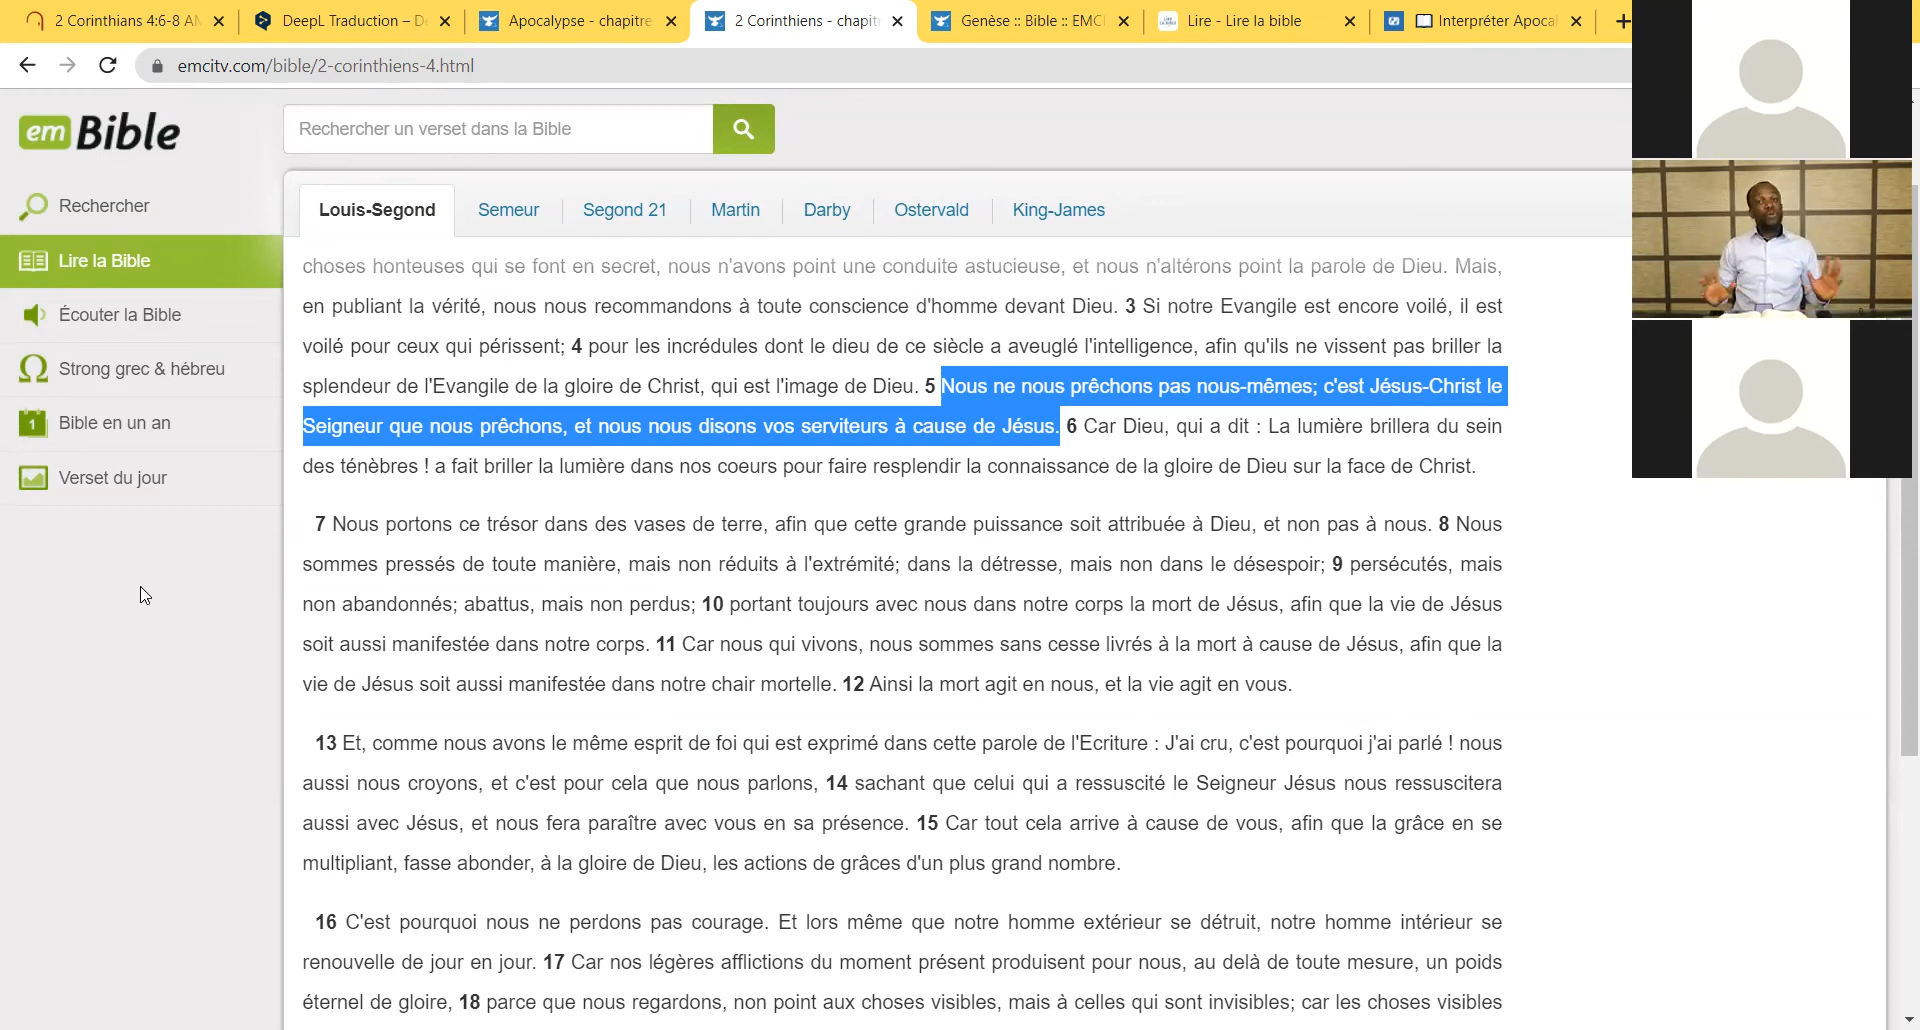 2 Corinthians 4:6-8 AM
DeepL Traduction – D
Apocalypse - chapitre
2 Corinthiens - chapit
Genèse :: Bible :: EMCI
Lire - Lire la bible
Interpréter Apocal
emcitv.com/bible/2-corinthiens-4.html
em Bible
Rechercher un verset dans la Bible
Rechercher
Lire la Bible
Écouter la Bible
Strong grec & hébreu
1 Bible en un an
Verset du jour
Louis-Segond Semeur Segond 21 Martin Darby Ostervald King-James
choses honteuses qui se font en secret, nous n'avons point une conduite astucieuse, et nous n'altérons point la parole de Dieu. Mais,
en publiant la vérité, nous nous recommandons à toute conscience d'homme devant Dieu. 3 Si notre Evangile est encore voilé, il est
voilé pour ceux qui périssent; 4 pour les incrédules dont le dieu de ce siècle a aveuglé l'intelligence, afin qu'ils ne vissent pas briller la
splendeur de l'Evangile de la gloire de Christ, qui est l'image de Dieu. 5 Nous ne nous prêchons pas nous-mêmes; c'est Jésus-Christ le
Seigneur que nous prêchons, et nous nous disons vos serviteurs à cause de Jésus. 6 Car Dieu, qui a dit : La lumière brillera du sein
des ténèbres ! a fait briller la lumière dans nos coeurs pour faire resplendir la connaissance de la gloire de Dieu sur la face de Christ.
7 Nous portons ce trésor dans des vases de terre, afin que cette grande puissance soit attribuée à Dieu, et non pas à nous. 8 Nous
sommes pressés de toute manière, mais non réduits à l'extrémité; dans la détresse, mais non dans le désespoir; 9 persécutés, mais
non abandonnés; abattus, mais non perdus; 10 portant toujours avec nous dans notre corps la mort de Jésus, afin que la vie de Jésus
soit aussi manifestée dans notre corps. 11 Car nous qui vivons, nous sommes sans cesse livrés à la mort à cause de Jésus, afin que la
vie de Jésus soit aussi manifestée dans notre chair mortelle. 12 Ainsi la mort agit en nous, et la vie agit en vous.
13 Et, comme nous avons le même esprit de foi qui est exprimé dans cette parole de l'Ecriture : J'ai cru, c'est pourquoi j'ai parlé ! nous
aussi nous croyons, et c'est pour cela que nous parlons, 14 sachant que celui qui a ressuscité le Seigneur Jésus nous ressuscitera
aussi avec Jésus, et nous fera paraître avec vous en sa présence. 15 Car tout cela arrive à cause de vous, afin que la grâce en se
multipliant, fasse abonder, à la gloire de Dieu, les actions de grâces d'un plus grand nombre.
16 C'est pourquoi nous ne perdons pas courage. Et lors même que notre homme extérieur se détruit, notre homme intérieur se
renouvelle de jour en jour. 17 Car nos légères afflictions du moment présent produisent pour nous, au delà de toute mesure, un poids
éternel de gloire, 18 parce que nous regardons, non point aux choses visibles, mais à celles qui sont invisibles; car les choses visibles